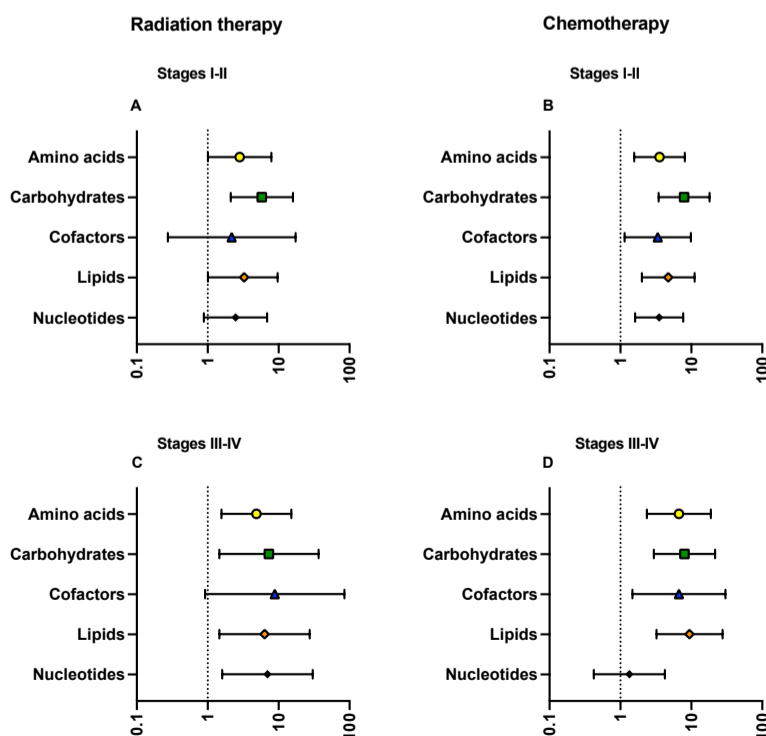 Radiation therapy
Chemotherapy
Stages I-II
Stages I-II
A
B
Amino acids
Carbohydrates
Cofactors
Lipids
Nucleotides
0.1 1 10 100
Amino acids
Carbohydrates
Cofactors
Lipids
Nucleotides
0.1 1 10 100
Stages III-IV
Stages III-IV
C
D
Amino acids
Carbohydrates
Cofactors
Lipids
Nucleotides
0.1 1 10 100
Amino acids
Carbohydrates
Cofactors
Lipids
Nucleotides
0.1 1 10 100